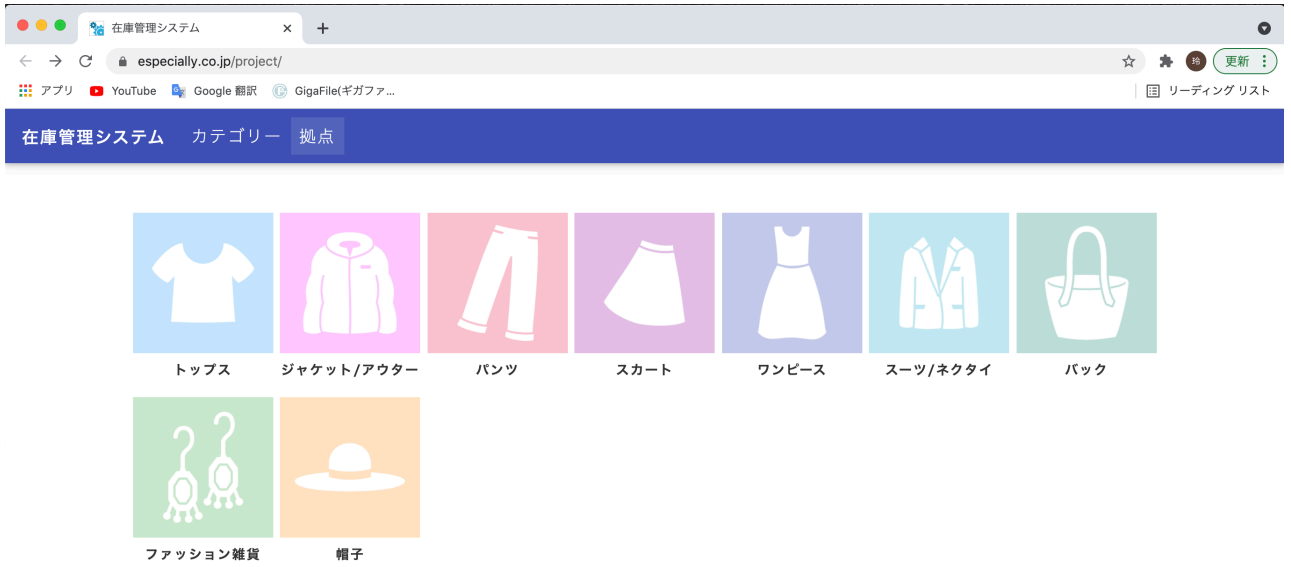 在庫管理システム
especially.co.jp/project/
玲 更新
アプリ YouTube Google 翻訳 GigaFile(ギガファ... リーディング リスト
在庫管理システム カテゴリー 拠点
トップス ジャケット/アウター パンツ スカート ワンピース スーツ/ネクタイ バック
ファッション雑貨 帽子